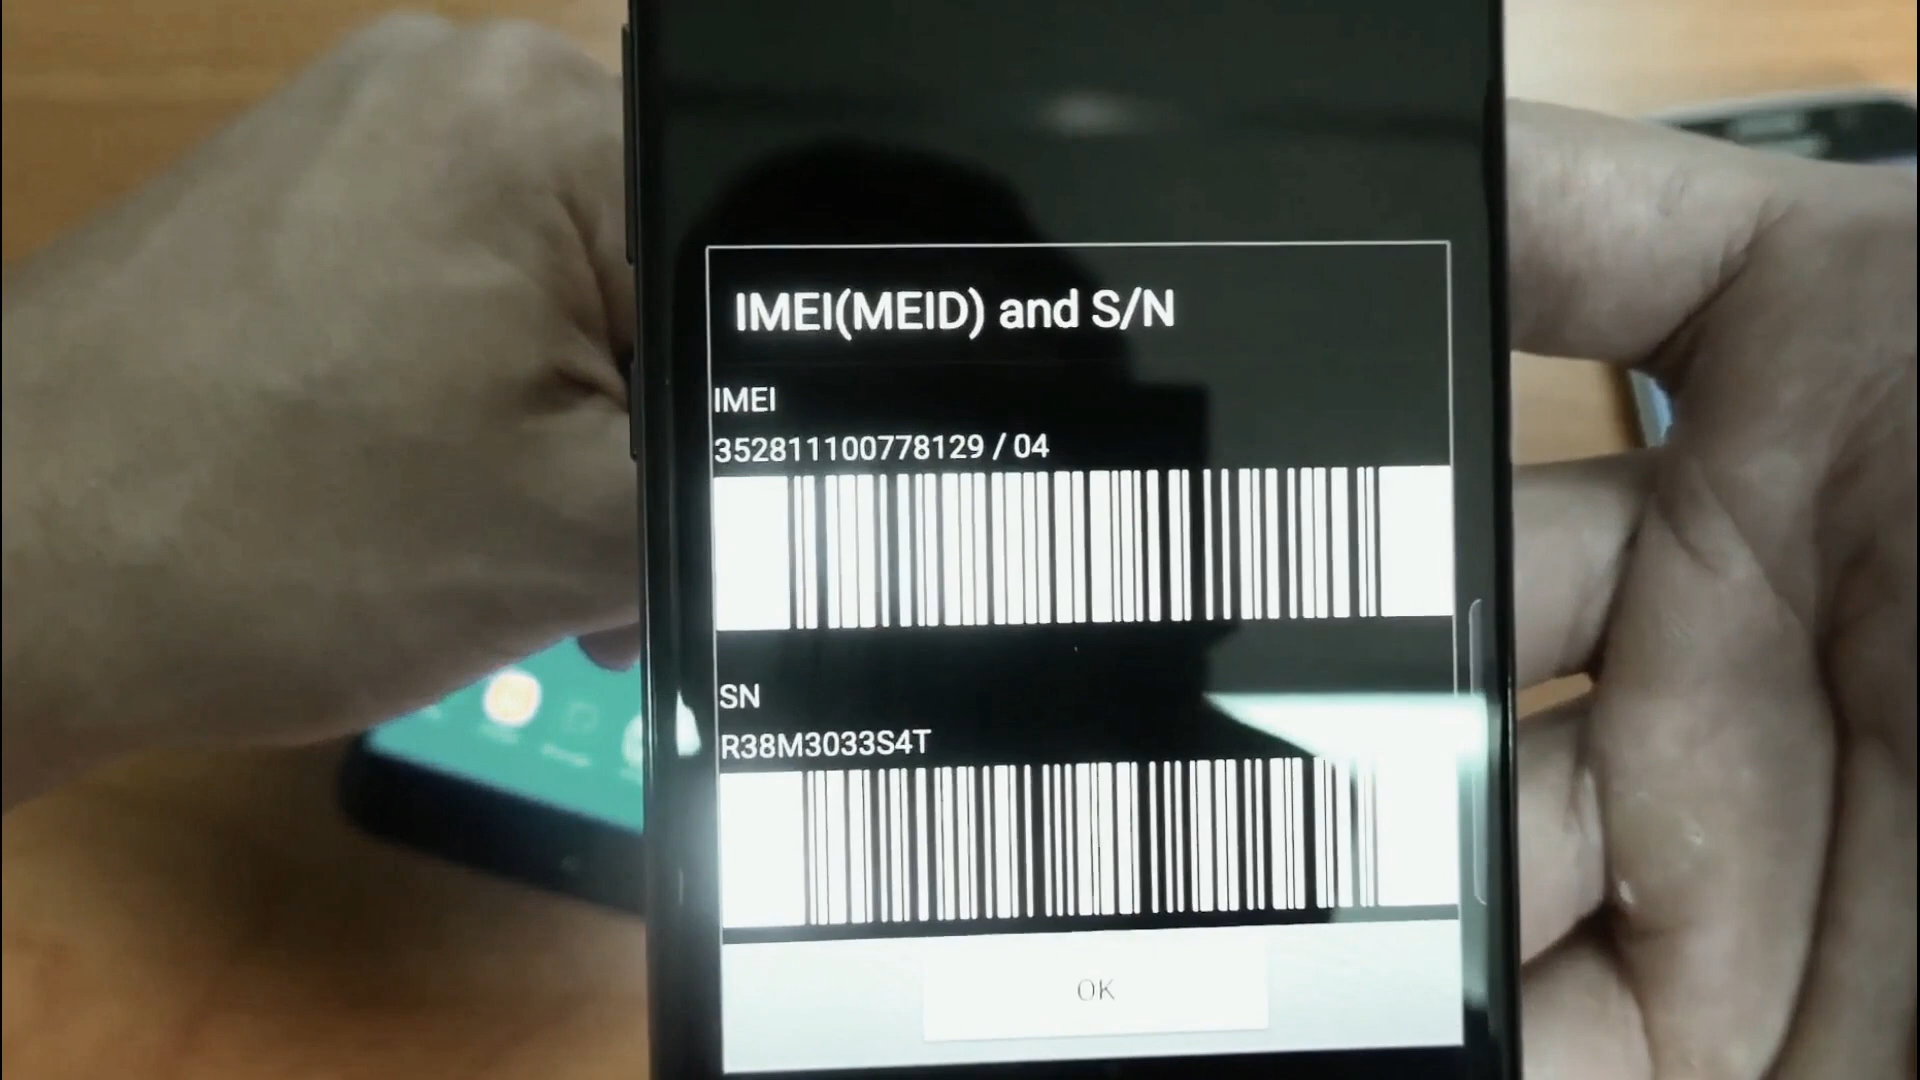 IMEI(MEID) and S/N
IMEI
352811100778129 / 04
SN
R38M3033S4T
OK